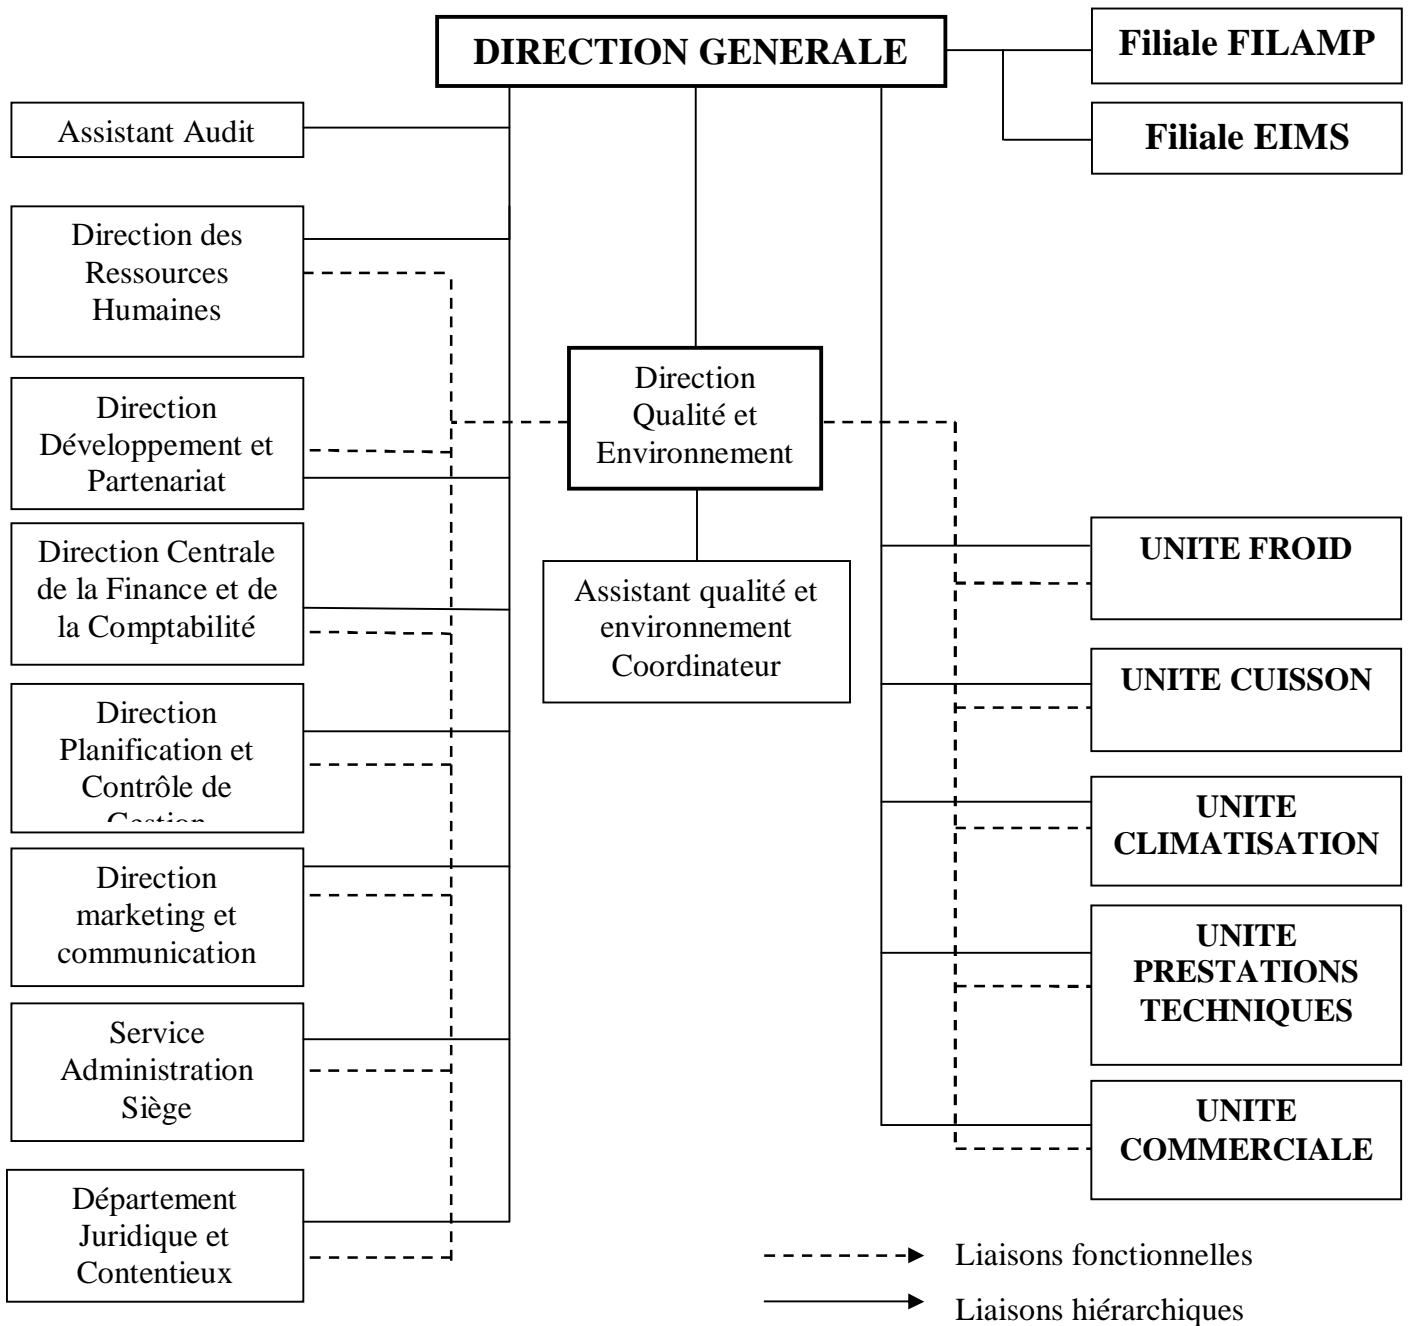 DIRECTION GENERALE
Filiale FILAMP
Filiale EIMS
Assistant Audit
Direction des
Ressources
Humaines
Direction
Développement et
Partenariat
Direction Centrale
de la Finance et de
la Comptabilité
Direction
Planification et
Contrôle de
Gestion
Direction
marketing et
communication
Service
Administration
Siège
Département
Juridique et
Contentieux
Direction
Qualité et
Environnement
Assistant qualité et
environnement
Coordinateur
UNITE FROID
UNITE CUISSON
UNITE
CLIMATISATION
UNITE
PRESTATIONS
TECHNIQUES
UNITE
COMMERCIALE
Liaisons fonctionnelles
Liaisons hiérarchiques